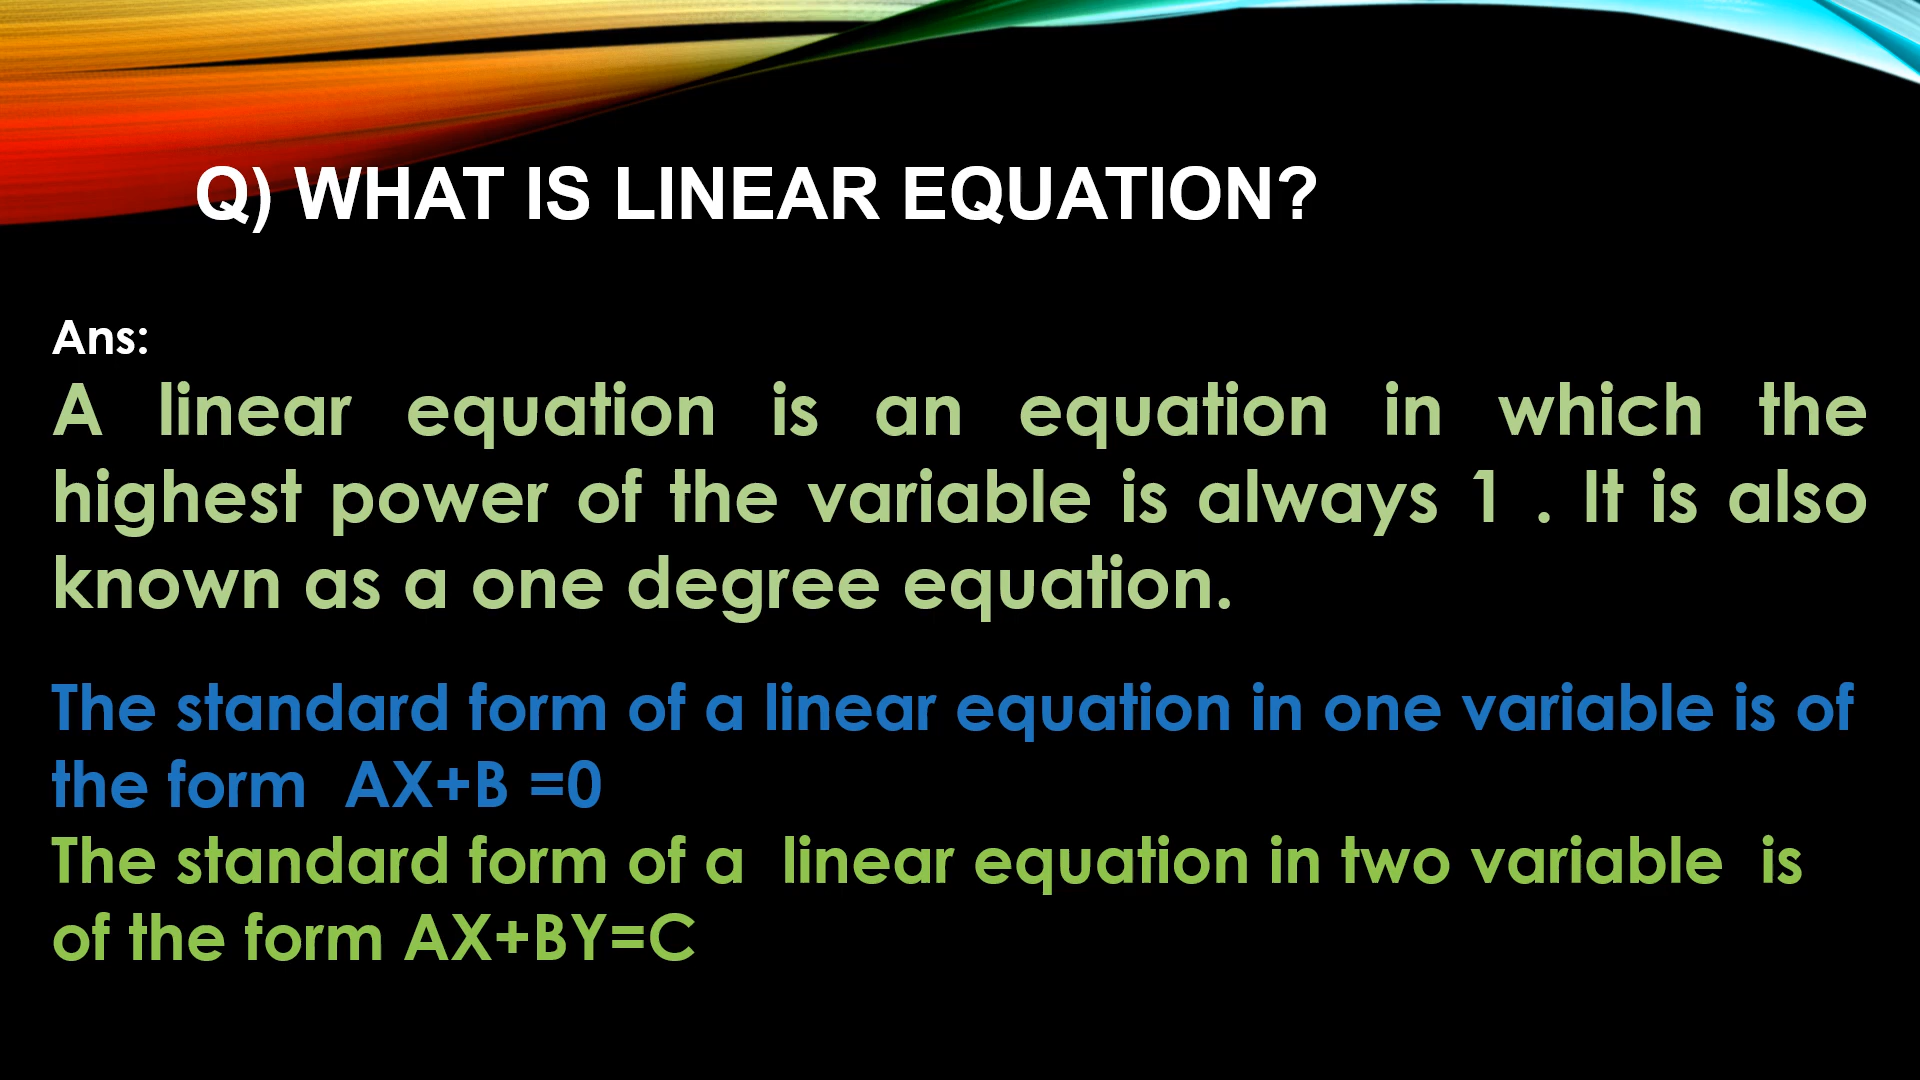 Q) WHAT IS LINEAR EQUATION?
Ans:
A linear equation is an equation in which the
highest power of the variable is always 1 . It is also
known as a one degree equation.
The standard form of a linear equation in one variable is of
the form  AX+B =0
The standard form of a  linear equation in two variable  is
of the form AX+BY=C